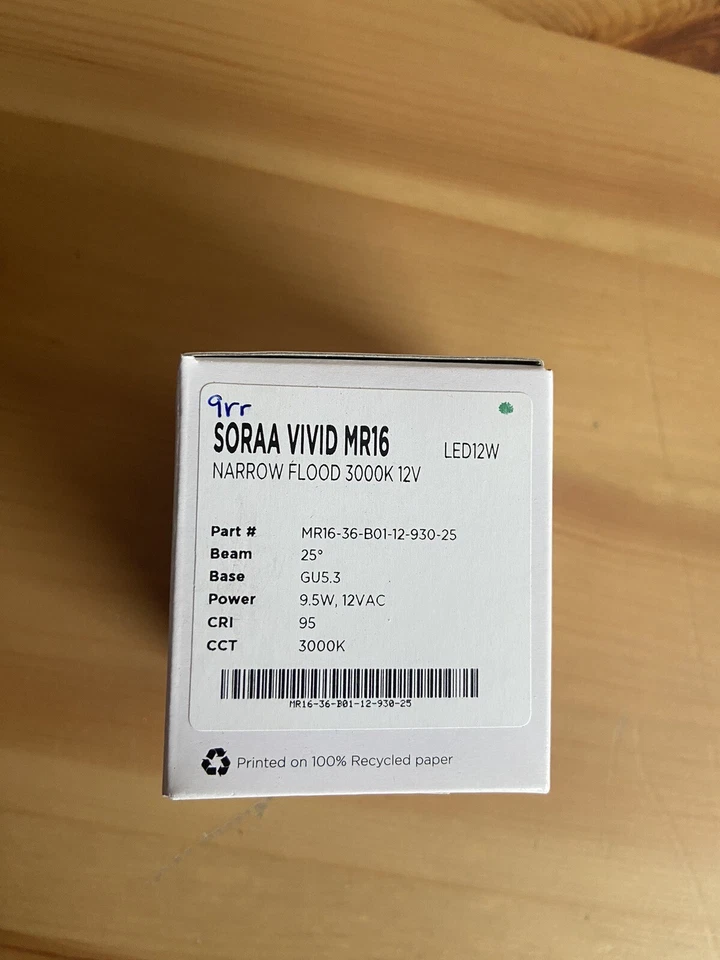 9rr
SORAA VIVID MR16 LED12W
NARROW FLOOD 3000K 12V
Part # MR16-36-B01-12-930-25
Beam 25°
Base GU5.3
Power 9.5W, 12VAC
CRI 95
CCT 3000K
MR16-36-B01-12-930-25
Printed on 100% Recycled paper